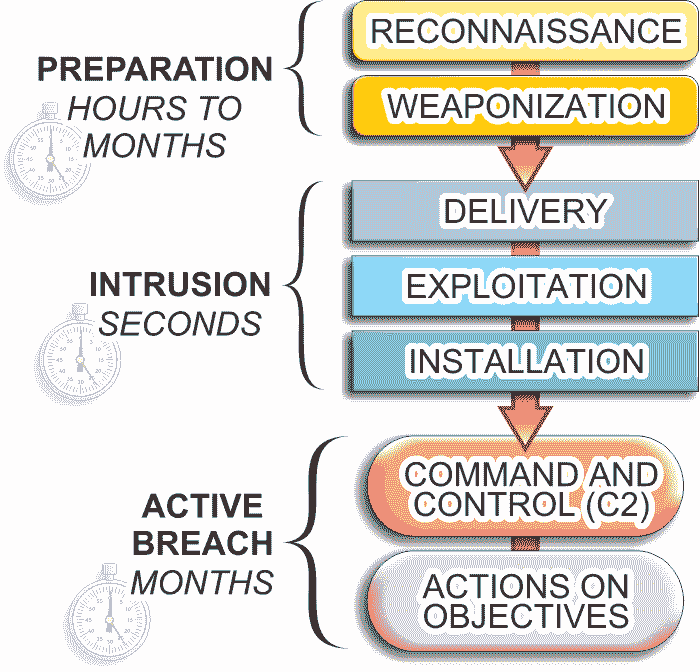 PREPARATION
HOURS TO
MONTHS
RECONNAISSANCE
WEAPONIZATION
INTRUSION
SECONDS
DELIVERY
EXPLOITATION
INSTALLATION
ACTIVE
BREACH
MONTHS
COMMAND AND
CONTROL (C2)
ACTIONS ON
OBJECTIVES